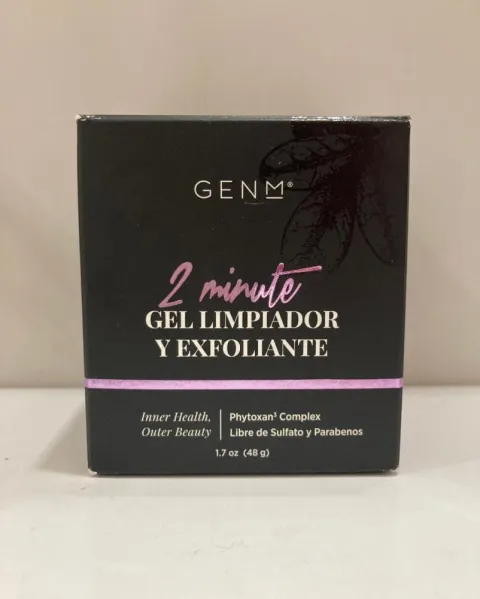 GENM®
2 minute
GEL LIMPIADOR
Y EXFOLIANTE
Inner Health,
Outer Beauty
Phytoxan³ Complex
Libre de Sulfato y Parabenos
1.7 oz (48 g)